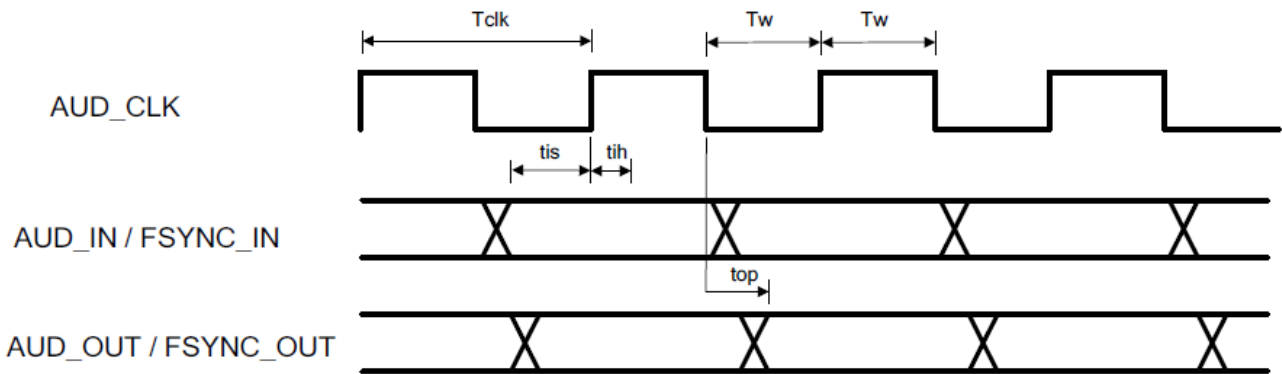 Tclk
Tw
Tw
AUD_CLK
tis
tih
AUD_IN / FSYNC_IN
top
AUD_OUT / FSYNC_OUT